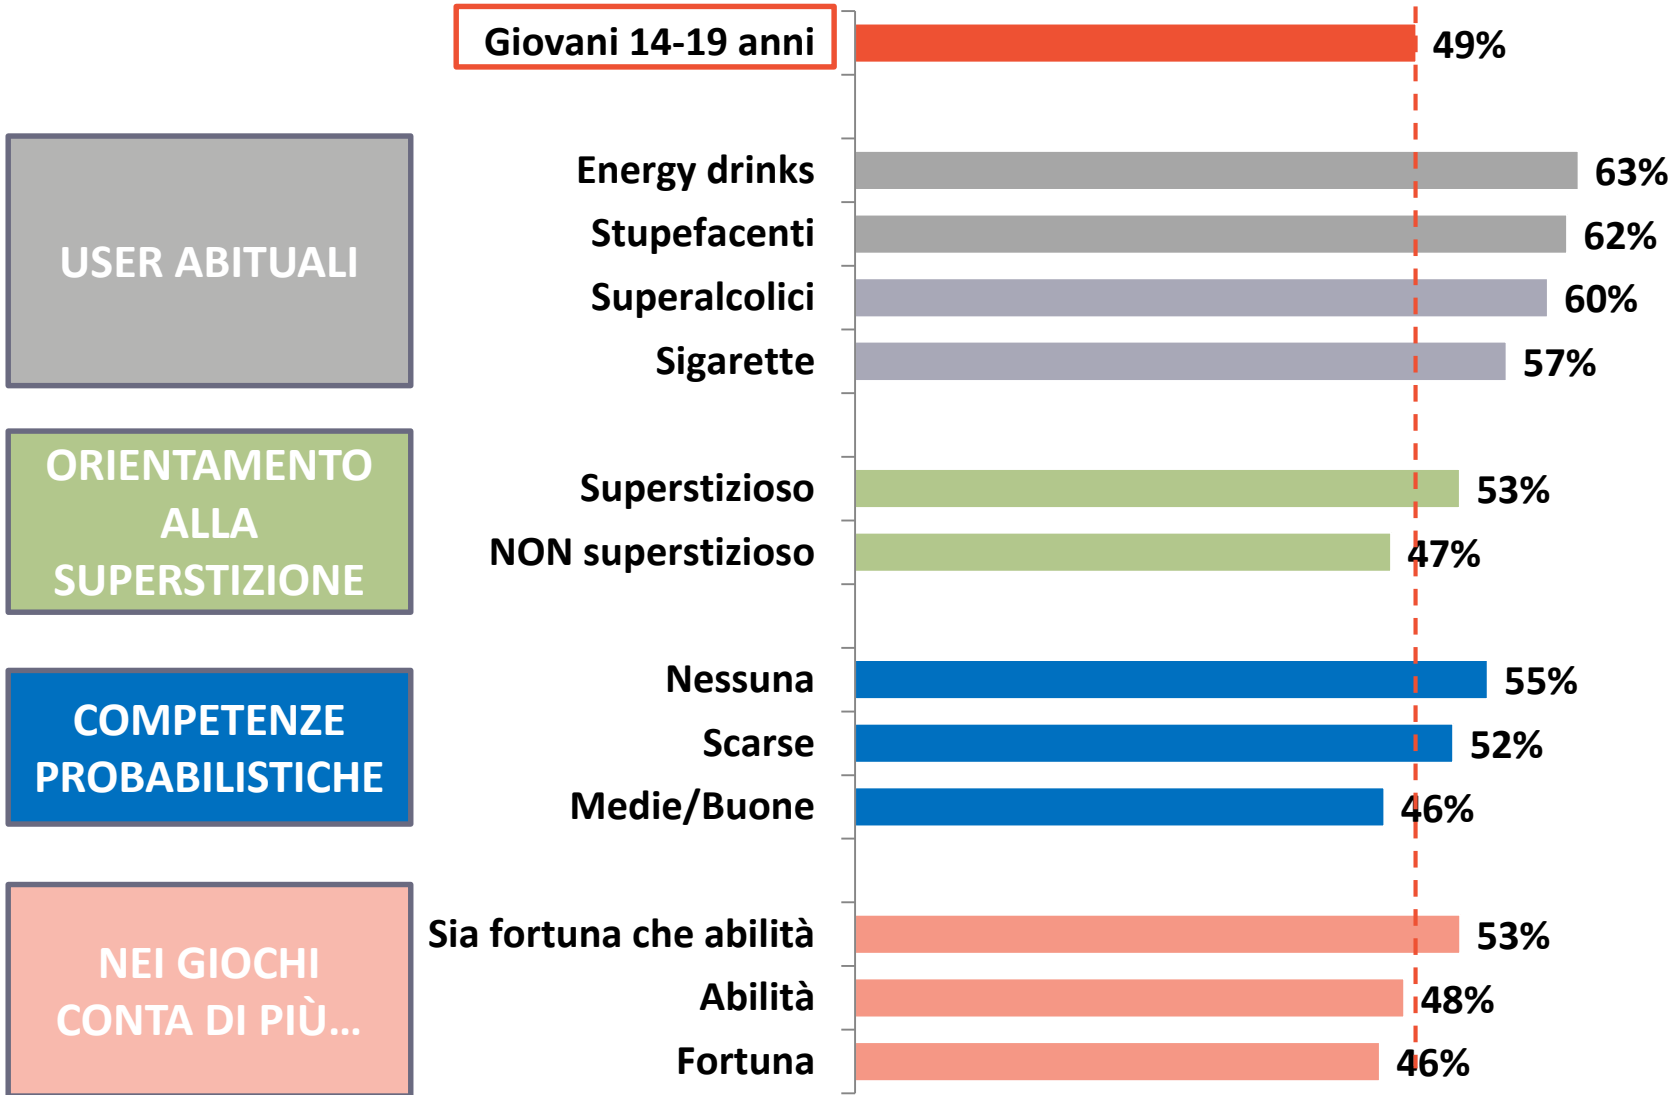 Giovani 14-19 anni 49%
USER ABITUALI
Energy drinks 63%
Stupefacenti 62%
Superalcolici 60%
Sigarette 57%
ORIENTAMENTO
ALLA
SUPERSTIZIONE
Superstizioso 53%
NON superstizioso 47%
COMPETENZE
PROBABILISTICHE
Nessuna 55%
Scarse 52%
Medie/Buone 46%
NEI GIOCHI
CONTA DI PIÙ...
Sia fortuna che abilità 53%
Abilità 48%
Fortuna 46%